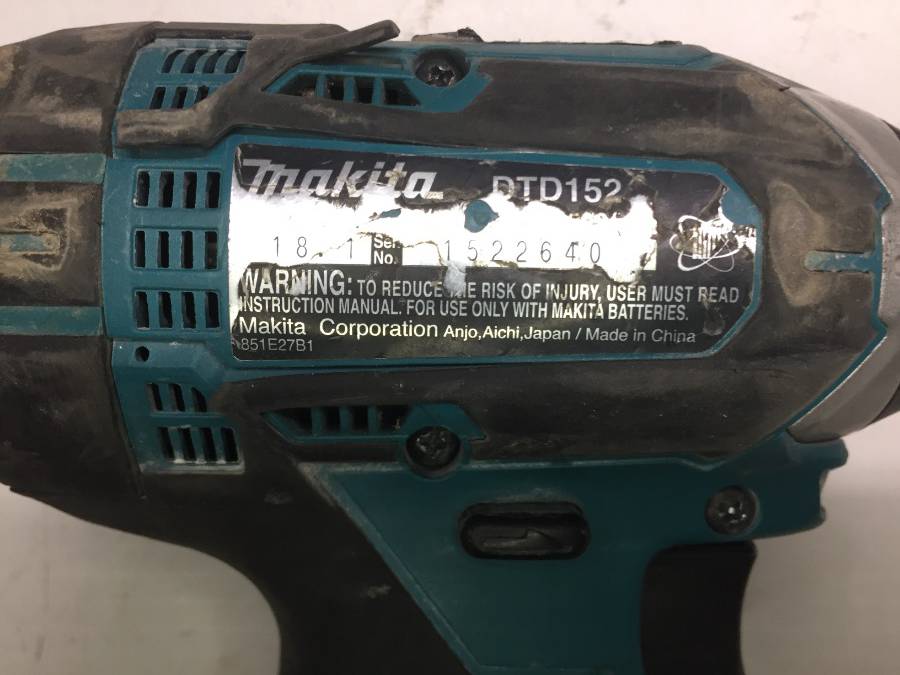 Makita DTD152
18 1 Ser No. 1522640
WARNING: TO REDUCE THE RISK OF INJURY, USER MUST READ
INSTRUCTION MANUAL. FOR USE ONLY WITH MAKITA BATTERIES.
Makita Corporation Anjo,Aichi,Japan / Made in China
851E27B1